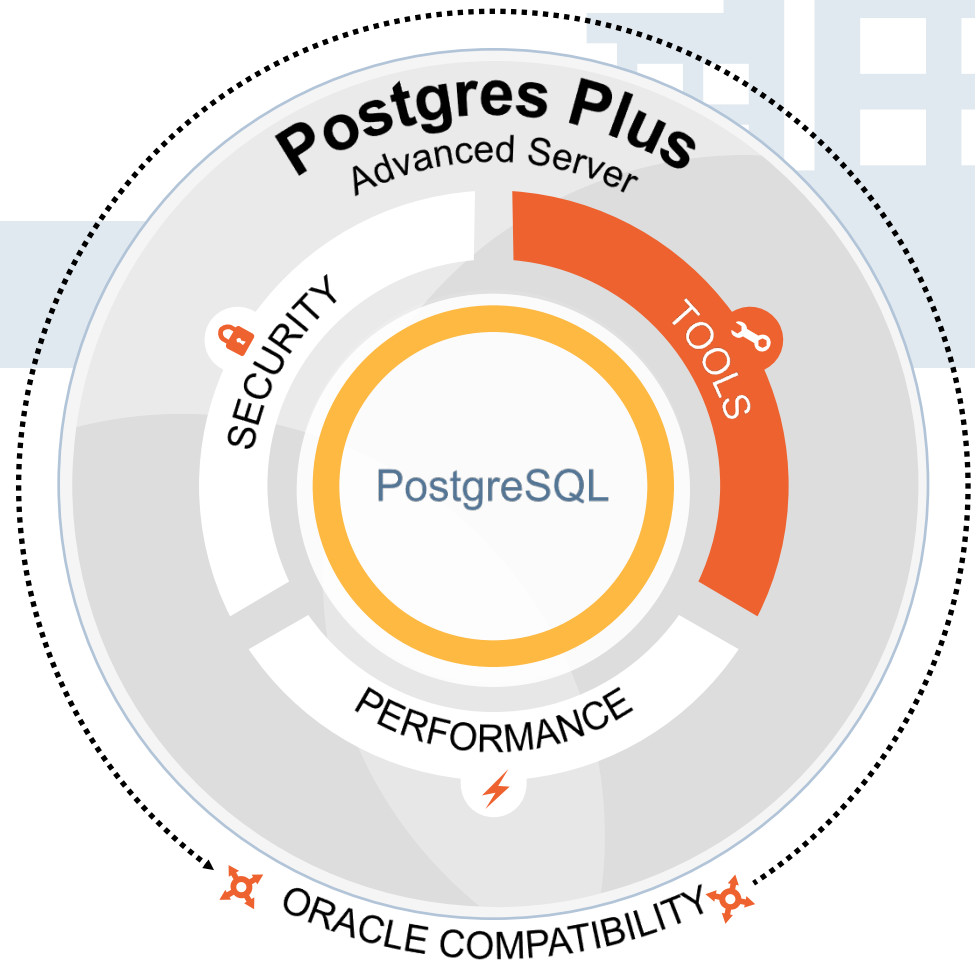 Postgres Plus
Advanced Server
SECURITY
TOOLS
PostgreSQL
PERFORMANCE
ORACLE COMPATIBILITY